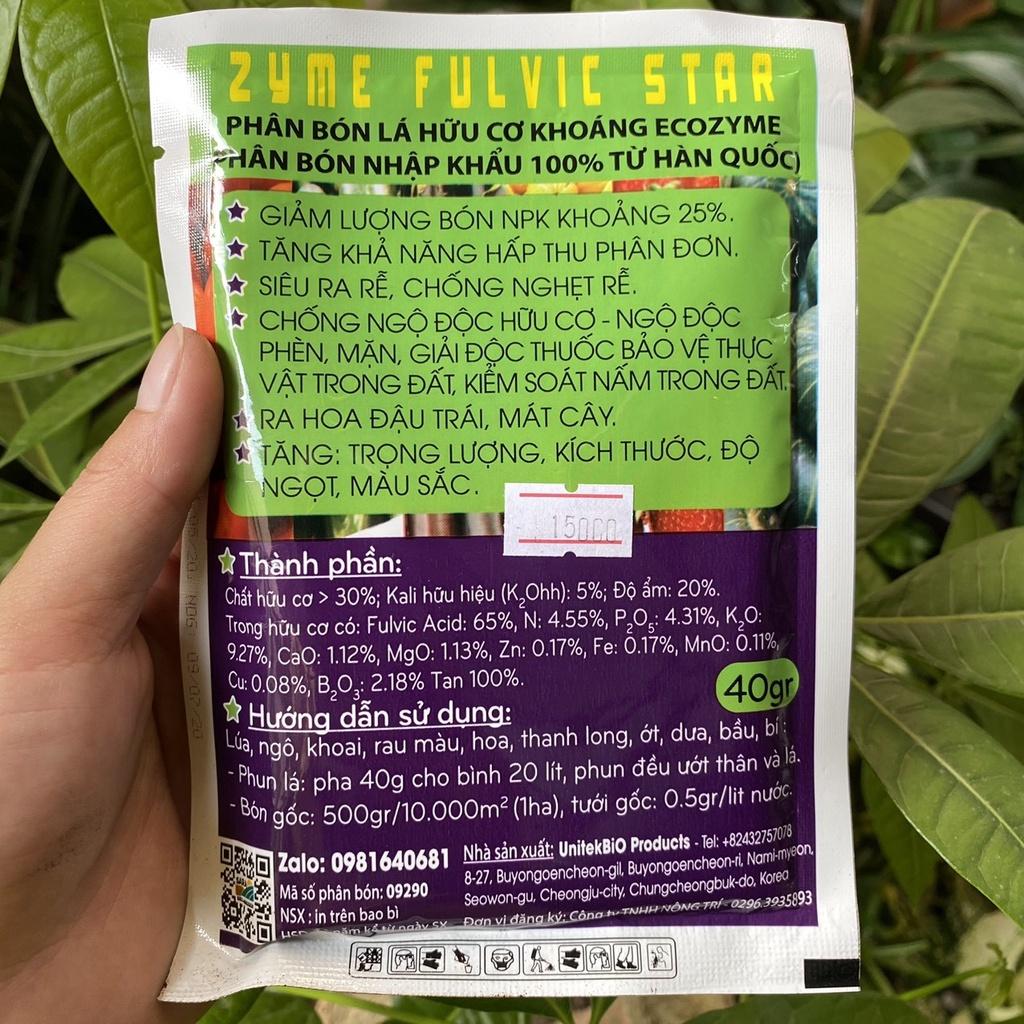 ZYME FULVIC STAR
PHÂN BÓN LÁ HỮU CƠ KHOÁNG ECOZYME
PHÂN BÓN NHẬP KHẨU 100% TỪ HÀN QUỐC)
GIẢM LƯỢNG BÓN NPK KHOẢNG 25%.
TĂNG KHẢ NĂNG HẤP THU PHÂN ĐƠN.
SIÊU RA RỄ, CHỐNG NGHẸT RỄ.
CHỐNG NGỘ ĐỘC HỮU CƠ - NGỘ ĐỘC
PHÈN, MẶN, GIẢI ĐỘC THUỐC BẢO VỆ THỰC
VẬT TRONG ĐẤT, KIỂM SOÁT NẤM TRONG ĐẤT.
RA HOA ĐẬU TRÁI, MÁT CÂY.
TĂNG: TRỌNG LƯỢNG, KÍCH THƯỚC, ĐỘ
NGỌT, MÀU SẮC.
15000
Thành phần:
Chất hữu cơ > 30%; Kali hữu hiệu (K₂Ohh): 5%; Độ ẩm: 20%.
Trong hữu cơ có: Fulvic Acid: 65%, N: 4.55%, P₂O₅: 4.31%, K₂O:
9.27%, CaO: 1.12%, MgO: 1.13%, Zn: 0.17%, Fe: 0.17%, MnO: 0.11%,
Cu: 0.08%, B₂O₃: 2.18% Tan 100%.
40gr
Hướng dẫn sử dụng:
Lúa, ngô, khoai, rau màu, hoa, thanh long, ớt, dưa, bầu, bí :
- Phun lá: pha 40g cho bình 20 lít, phun đều ướt thân và lá.
- Bón gốc: 500gr/10.000m² (1ha), tưới gốc: 0.5gr/lit nước.
Zalo: 0981640681
Mã số phân bón: 09290
NSX : in trên bao bì
năm kể từ ngày SX
Nhà sản xuất: UnitekBiO Products - Tel: +82432757078
8-27, Buyongoencheon-gil, Buyongoencheon-ri, Nami-myeon,
Seowon-gu, Cheongju-city, Chungcheongbuk-do, Korea
Đơn vị đăng ký: Công ty TNHH NÔNG TRÍ - 0296.3935893